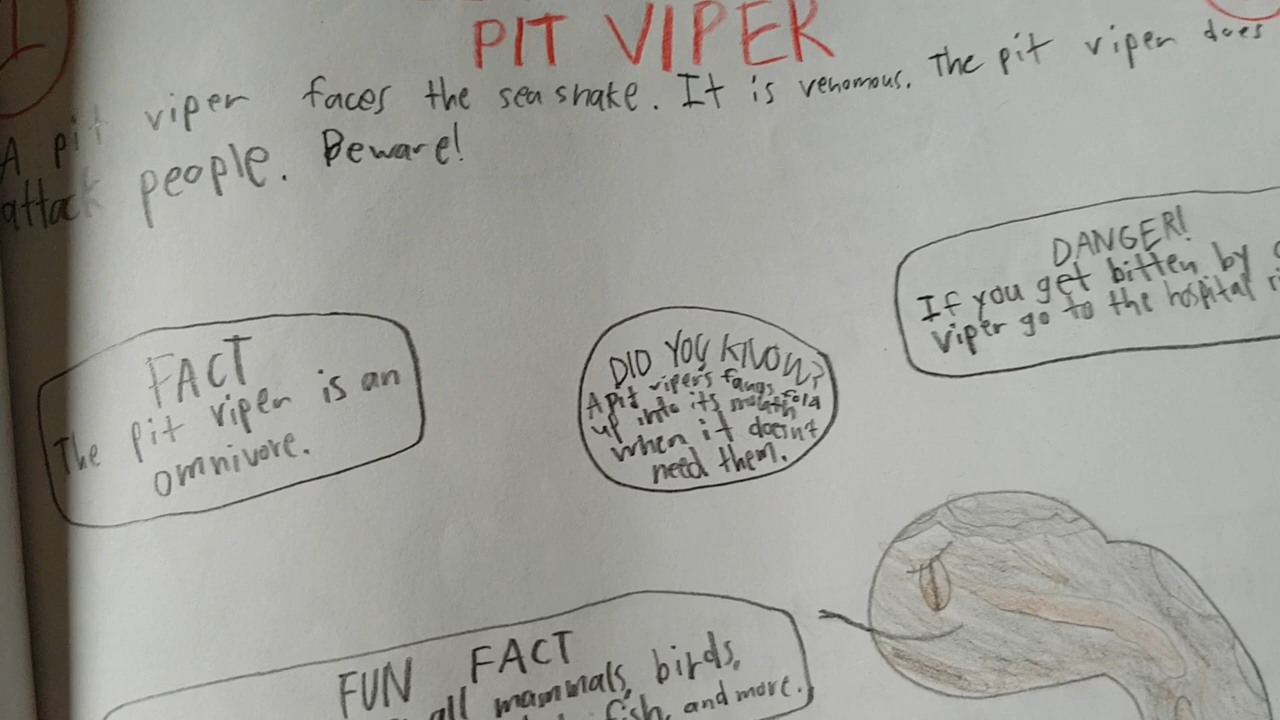 1
PIT VIPER
A pit viper faces the sea snake. It is venomous. The pit viper does
attack people. Beware!
DANGER!
If you get bitten by
viper go to the hospital
FACT
The pit viper is an
omnivore.
DID YOU KNOW?
A pit vipers fangs fold
up into its mouth
when it doesn't
need them.
FUN FACT
all mammals, birds,
fish, and more.